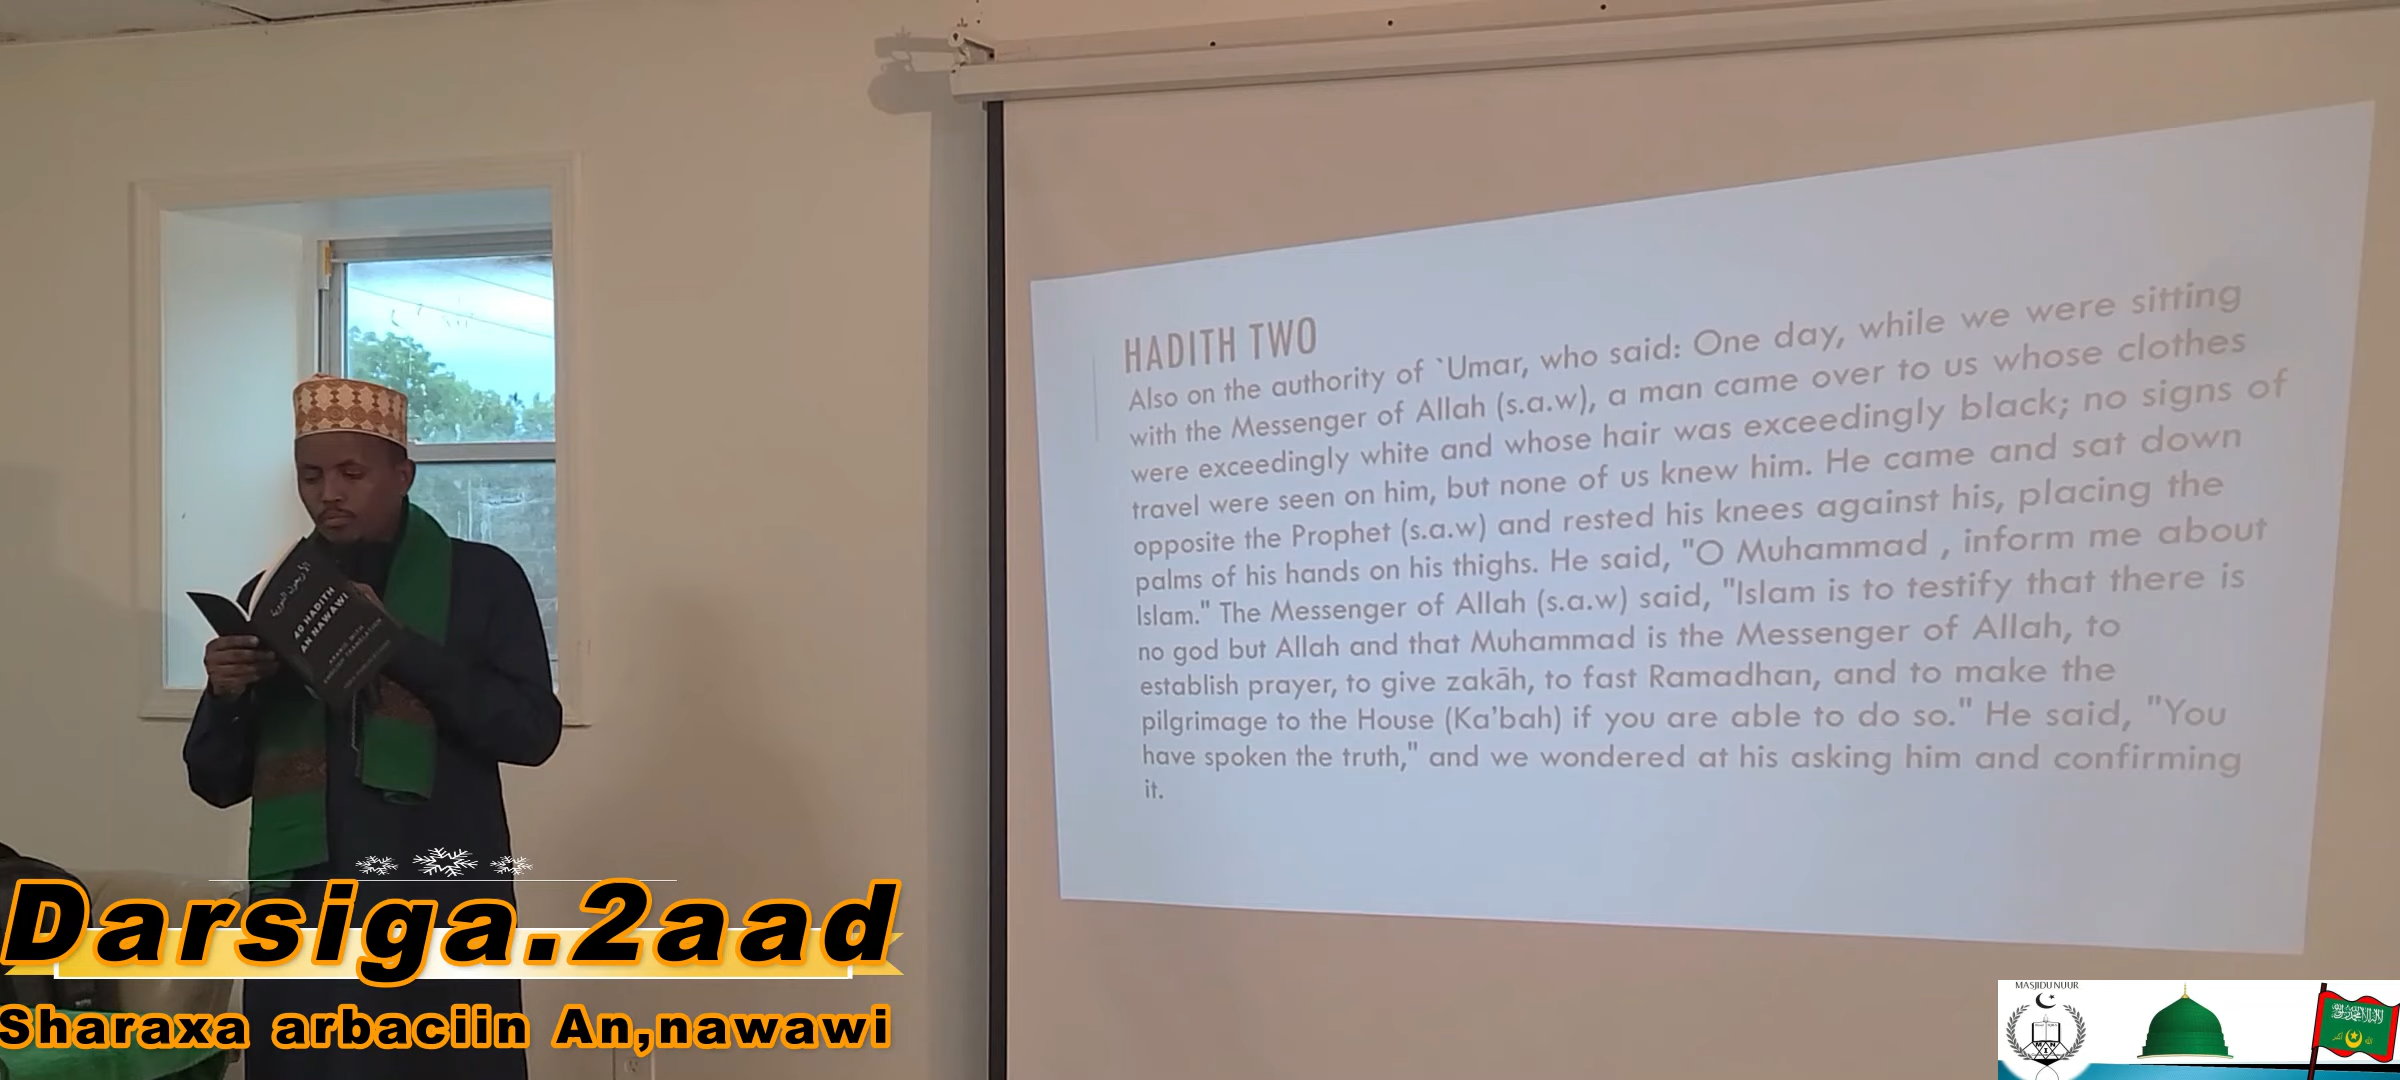 HADITH TWO
Also on the authority of `Umar, who said: One day, while we were sitting
with the Messenger of Allah (s.a.w), a man came over to us whose clothes
were exceedingly white and whose hair was exceedingly black; no signs of
travel were seen on him, but none of us knew him. He came and sat down
opposite the Prophet (s.a.w) and rested his knees against his, placing the
palms of his hands on his thighs. He said, "O Muhammad , inform me about
Islam." The Messenger of Allah (s.a.w) said, "Islam is to testify that there is
no god but Allah and that Muhammad is the Messenger of Allah, to
establish prayer, to give zakāh, to fast Ramadhan, and to make the
pilgrimage to the House (Ka'bah) if you are able to do so." He said, "You
have spoken the truth," and we wondered at his asking him and confirming
it.
الأربعون النووية
40 HADITH
AN NAWAWI
ARABIC WITH
ENGLISH TRANSLATION
Darsiga.2aad
Sharaxa arbaciin An,nawawi
MASJIDU NUUR